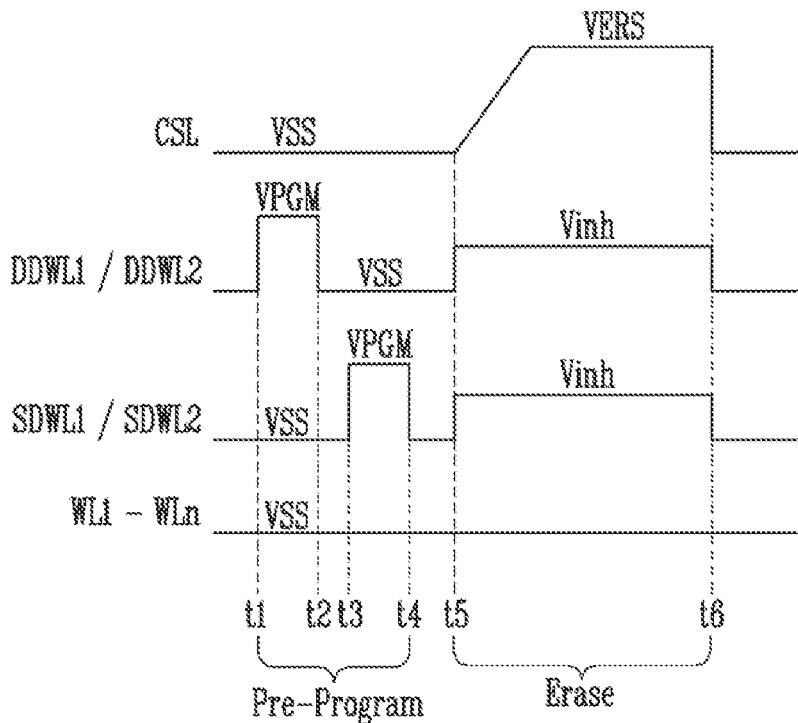 VERS
CSL VSS
VPGM
Vinh
DDWL1 / DDWL2 VSS
VPGM
Vinh
SDWL1 / SDWL2 VSS
WL1 - WLn VSS
t1 t2 t3 t4 t5 t6
Pre-Program Erase